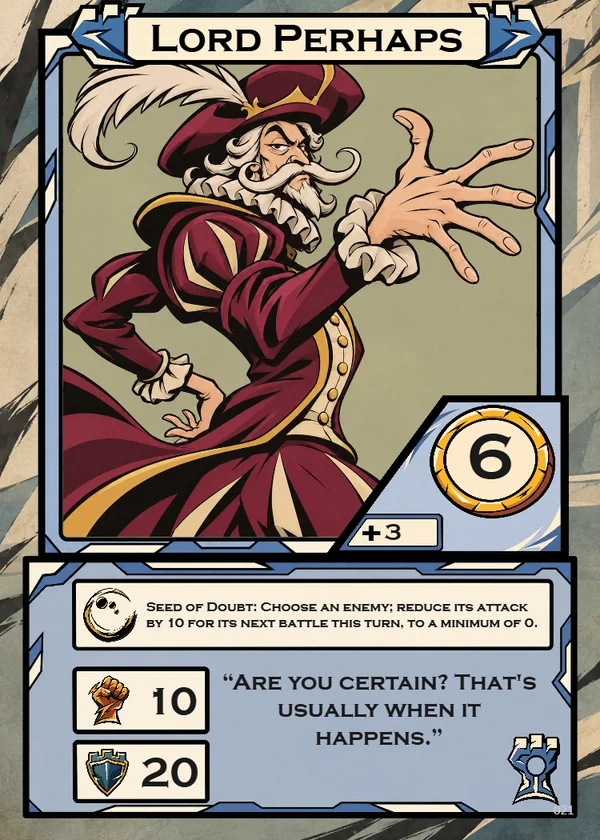 Lord Perhaps
6
+3
Seed of Doubt: Choose an enemy; reduce its attack
by 10 for its next battle this turn, to a minimum of 0.
10
“Are you certain? That's
usually when it
happens.”
20
021